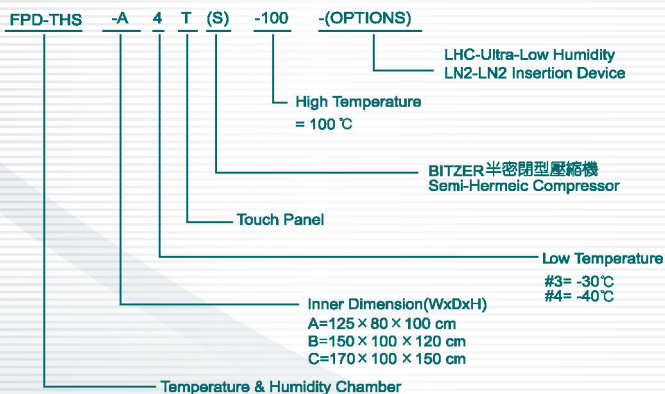 FPD-THS -A 4 T (S) -100 -(OPTIONS)
LHC-Ultra-Low Humidity
LN2-LN2 Insertion Device
High Temperature
= 100 ℃
BITZER半密閉型壓縮機
Semi-Hermeic Compressor
Touch Panel
Low Temperature
#3= -30℃
#4= -40℃
Inner Dimension(WxDxH)
A=125×80×100 cm
B=150×100×120 cm
C=170×100×150 cm
Temperature & Humidity Chamber